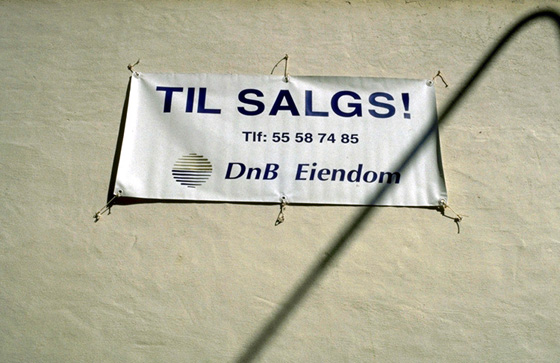 TIL SALGS!
Tlf: 55 58 74 85
DnB Eiendom